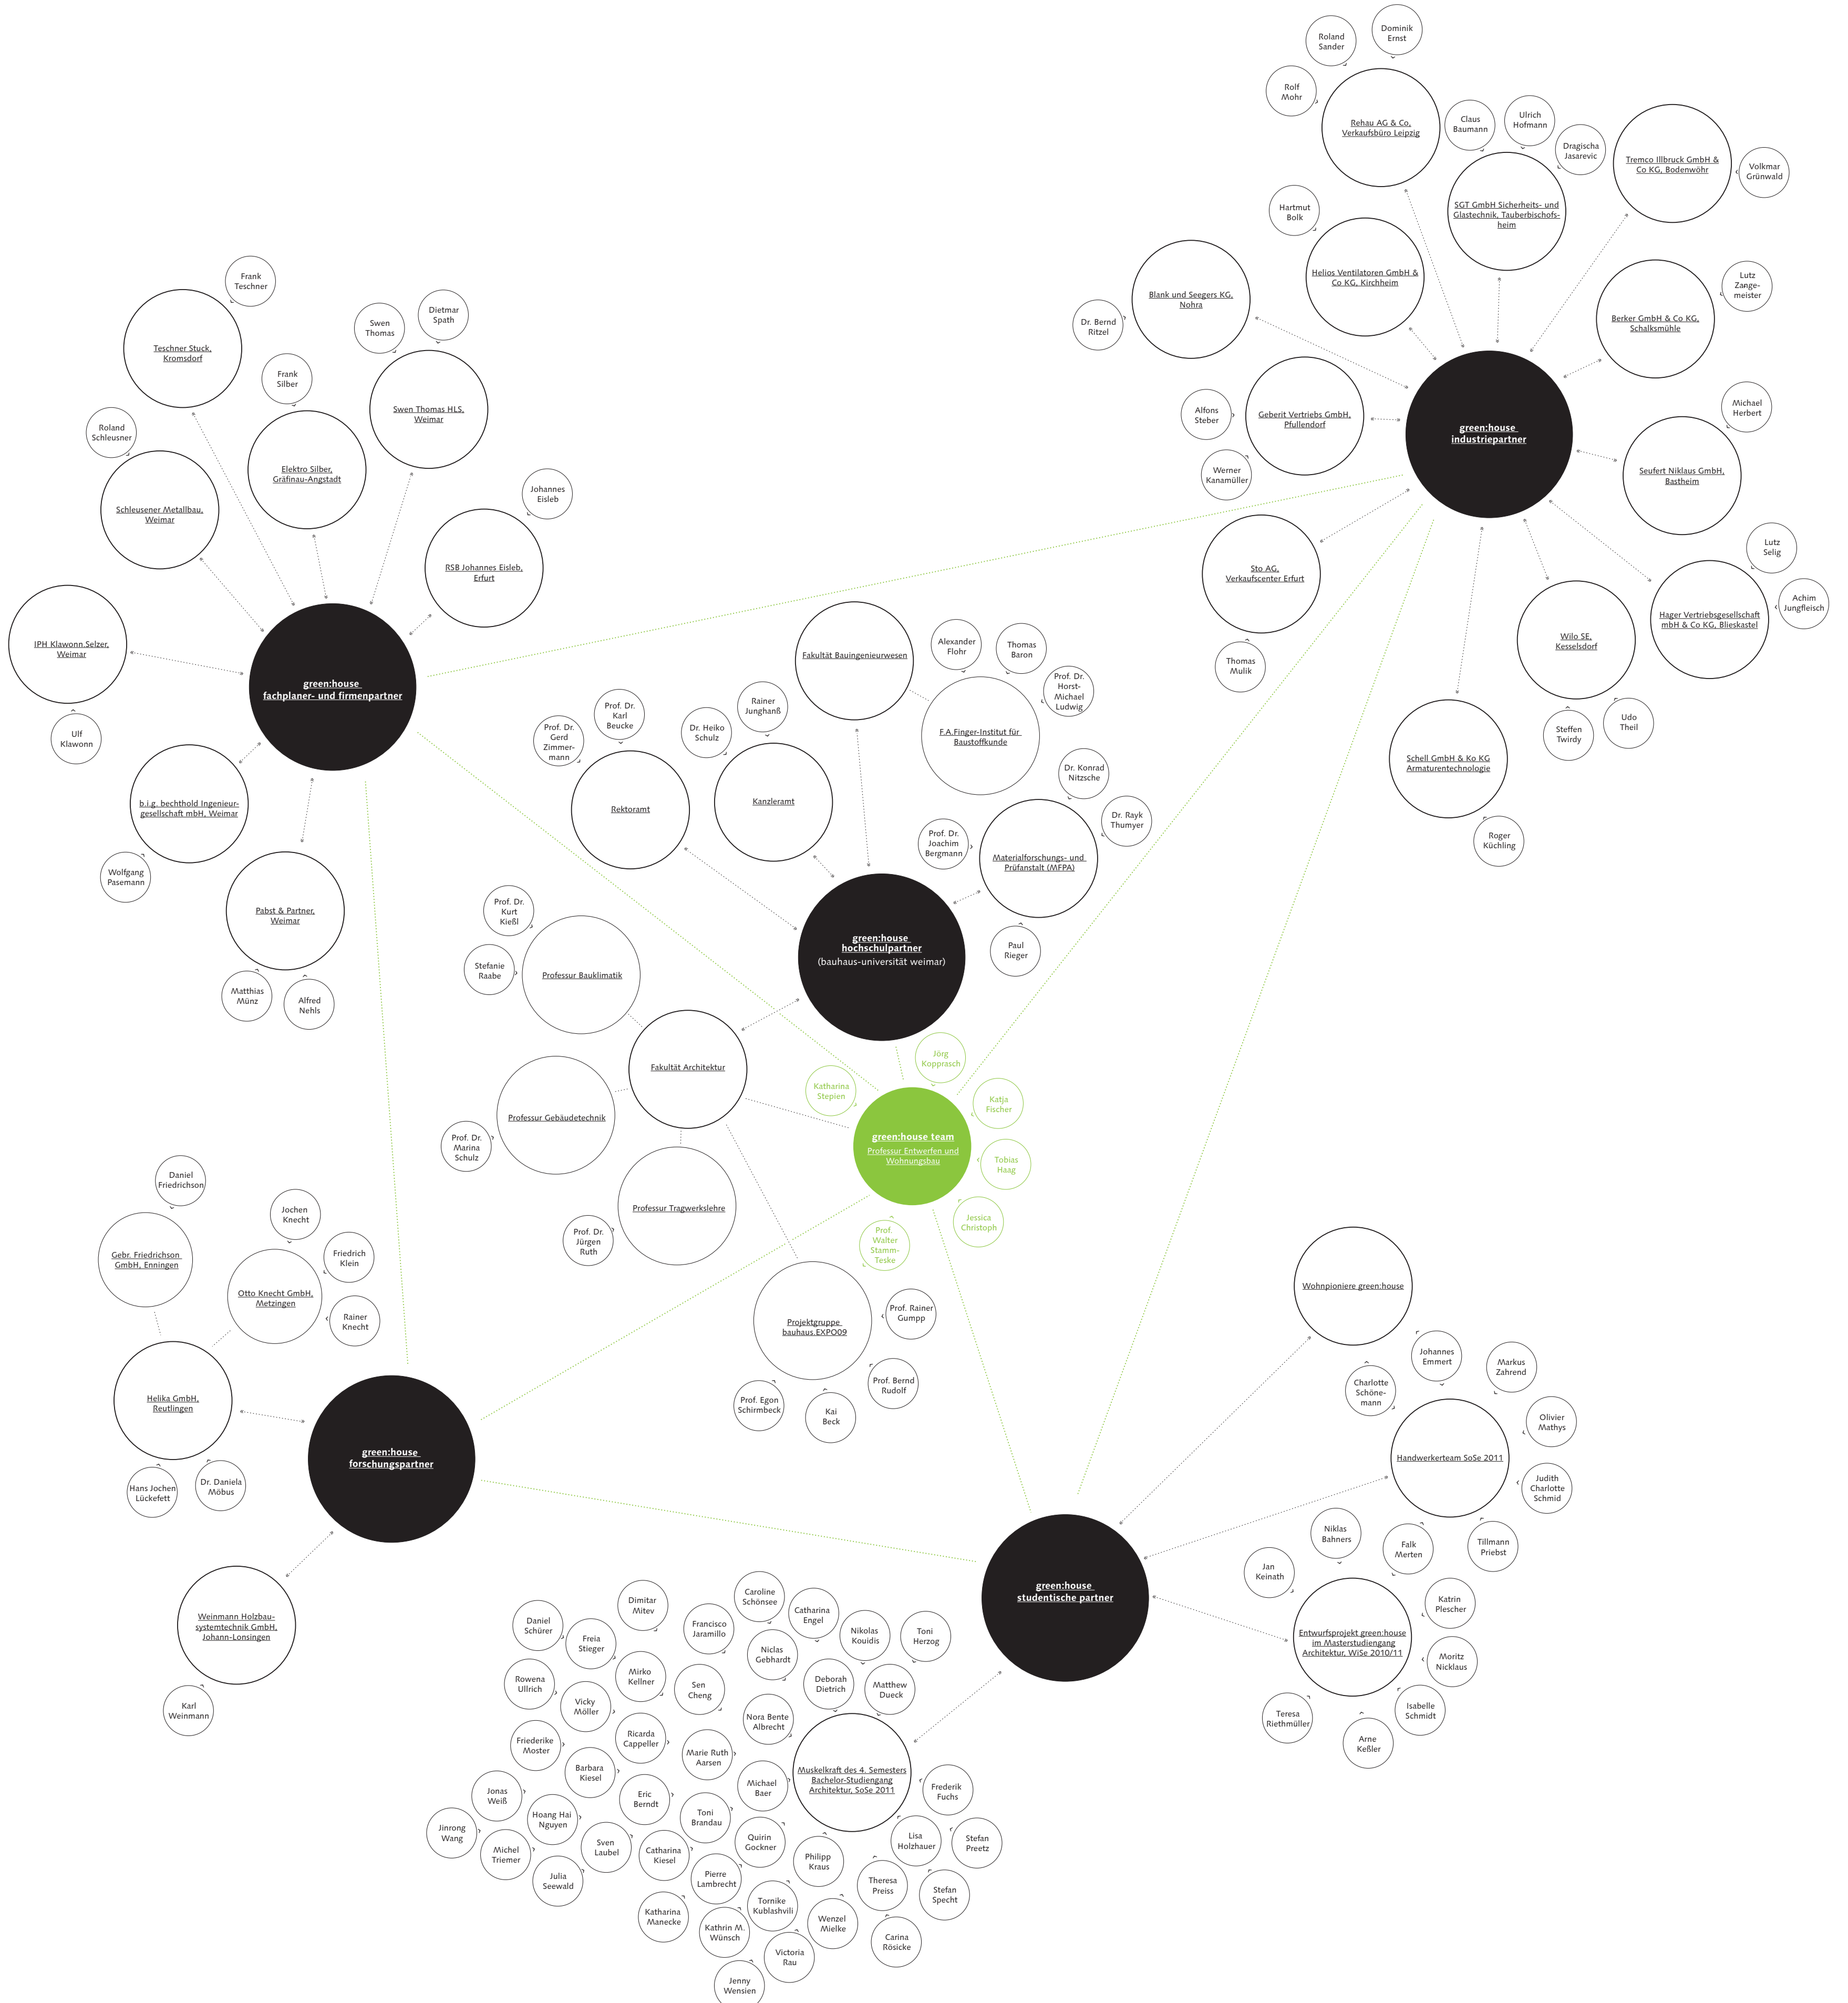 Dominik
Ernst
Roland
Sander
Rolf
Mohr
Rehau AG & Co,
Verkaufsbüro Leipzig
Claus
Baumann
Ulrich
Hofmann
Dragischa
Jasarevic
SGT GmbH Sicherheits- und
Glastechnik, Tauberbischofs-
heim
Tremco Illbruck GmbH &
Co KG, Bodenwöhr
Volkmar
Grünwald
Hartmut
Bolk
Helios Ventilatoren GmbH &
Co KG, Kirchheim
Blank und Seegers KG,
Nohra
Dr. Bernd
Ritzel
Lutz
Zange-
meister
Berker GmbH & Co KG,
Schalksmühle
Alfons
Steber
Geberit Vertriebs GmbH,
Pfullendorf
Werner
Kanamüller
green:house
industriepartner
Michael
Herbert
Seufert Niklaus GmbH,
Bastheim
Sto AG,
Verkaufscenter Erfurt
Thomas
Mulik
Lutz
Selig
Achim
Jungfleisch
Hager Vertriebsgesellschaft
mbH & Co KG, Blieskastel
Wilo SE,
Kesselsdorf
Steffen
Twirdy
Udo
Theil
Schell GmbH & Ko KG
Armaturentechnologie
Roger
Küchling
Frank
Teschner
Teschner Stuck,
Kromsdorf
Swen
Thomas
Dietmar
Spath
Swen Thomas HLS,
Weimar
Frank
Silber
Elektro Silber,
Gräfinau-Angstadt
Roland
Schleusner
Schleusener Metallbau,
Weimar
Johannes
Eisleb
RSB Johannes Eisleb,
Erfurt
IPH Klawonn.Selzer,
Weimar
Ulf
Klawonn
green:house
fachplaner- und firmenpartner
b.i.g. bechthold Ingenieur-
gesellschaft mbH, Weimar
Wolfgang
Pasemann
Pabst & Partner,
Weimar
Matthias
Münz
Alfred
Nehls
Fakultät Bauingenieurwesen
Alexander
Flohr
Thomas
Baron
Prof. Dr.
Horst-
Michael
Ludwig
F.A.Finger-Institut für
Baustoffkunde
Prof. Dr.
Gerd
Zimmer-
mann
Prof. Dr.
Karl
Beucke
Rektoramt
Dr. Heiko
Schulz
Rainer
Junghanß
Kanzleramt
Dr. Konrad
Nitzsche
Dr. Rayk
Thumyer
Prof. Dr.
Joachim
Bergmann
Materialforschungs- und
Prüfanstalt (MFPA)
Paul
Rieger
green:house
hochschulpartner
(bauhaus-universität weimar)
Prof. Dr.
Kurt
Kießl
Stefanie
Raabe
Professur Bauklimatik
Fakultät Architektur
Professur Gebäudetechnik
Prof. Dr.
Marina
Schulz
Professur Tragwerkslehre
Prof. Dr.
Jürgen
Ruth
Jörg
Kopprasch
Katharina
Stepien
Katja
Fischer
green:house team
Professur Entwerfen und
Wohnungsbau
Tobias
Haag
Jessica
Christoph
Prof.
Walter
Stamm-
Teske
Projektgruppe
bauhaus.EXPO09
Prof. Rainer
Gumpp
Prof. Bernd
Rudolf
Prof. Egon
Schirmbeck
Kai
Beck
Daniel
Friedrichson
Gebr. Friedrichson
GmbH, Enningen
Jochen
Knecht
Friedrich
Klein
Otto Knecht GmbH,
Metzingen
Rainer
Knecht
Helika GmbH,
Reutlingen
Hans Jochen
Lückefett
Dr. Daniela
Möbus
green:house
forschungspartner
Weinmann Holzbau-
systemtechnik GmbH,
Johann-Lonsingen
Karl
Weinmann
Wohnpioniere green:house
Johannes
Emmert
Charlotte
Schöne-
mann
Markus
Zahrend
Olivier
Mathys
Handwerkerteam SoSe 2011
Judith
Charlotte
Schmid
Tillmann
Priebst
Falk
Merten
Niklas
Bahners
Jan
Keinath
Katrin
Plescher
Entwurfsprojekt green:house
im Masterstudiengang
Architektur, WiSe 2010/11
Moritz
Nicklaus
Isabelle
Schmidt
Teresa
Riethmüller
Arne
Keßler
green:house
studentische partner
Caroline
Schönsee
Dimitar
Mitev
Catharina
Engel
Daniel
Schürer
Francisco
Jaramillo
Nikolas
Kouidis
Toni
Herzog
Freia
Stieger
Niclas
Gebhardt
Rowena
Ullrich
Mirko
Kellner
Sen
Cheng
Deborah
Dietrich
Matthew
Dueck
Vicky
Möller
Nora Bente
Albrecht
Friederike
Moster
Ricarda
Cappeller
Marie Ruth
Aarsen
Barbara
Kiesel
Muskelkraft des 4. Semesters
Bachelor-Studiengang
Architektur, SoSe 2011
Michael
Baer
Frederik
Fuchs
Jonas
Weiß
Eric
Berndt
Hoang Hai
Nguyen
Toni
Brandau
Jinrong
Wang
Quirin
Gockner
Lisa
Holzhauer
Stefan
Preetz
Michel
Triemer
Sven
Laubel
Catharina
Kiesel
Philipp
Kraus
Julia
Seewald
Pierre
Lambrecht
Theresa
Preiss
Stefan
Specht
Katharina
Manecke
Tornike
Kublashvili
Kathrin M.
Wünsch
Wenzel
Mielke
Carina
Rösicke
Victoria
Rau
Jenny
Wensien